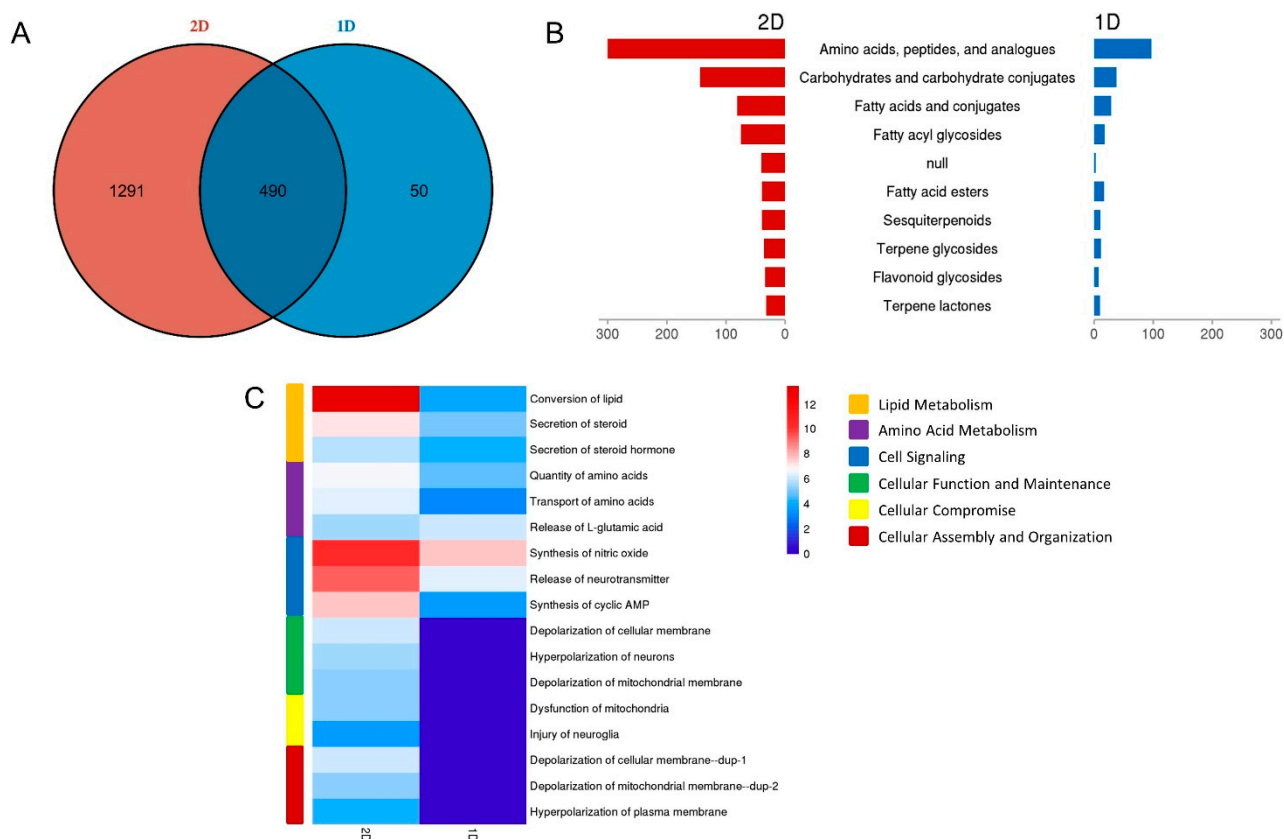 A
2D
1D
1291
490
50
B
2D
1D
Amino acids, peptides, and analogues
Carbohydrates and carbohydrate conjugates
Fatty acids and conjugates
Fatty acyl glycosides
null
Fatty acid esters
Sesquiterpenoids
Terpene glycosides
Flavonoid glycosides
Terpene lactones
300 200 100 0
0 100 200 300
C
Conversion of lipid
Secretion of steroid
Secretion of steroid hormone
Quantity of amino acids
Transport of amino acids
Release of L-glutamic acid
Synthesis of nitric oxide
Release of neurotransmitter
Synthesis of cyclic AMP
Depolarization of cellular membrane
Hyperpolarization of neurons
Depolarization of mitochondrial membrane
Dysfunction of mitochondria
Injury of neuroglia
Depolarization of cellular membrane--dup-1
Depolarization of mitochondrial membrane--dup-2
Hyperpolarization of plasma membrane
2D
1D
12
10
8
6
4
2
0
Lipid Metabolism
Amino Acid Metabolism
Cell Signaling
Cellular Function and Maintenance
Cellular Compromise
Cellular Assembly and Organization